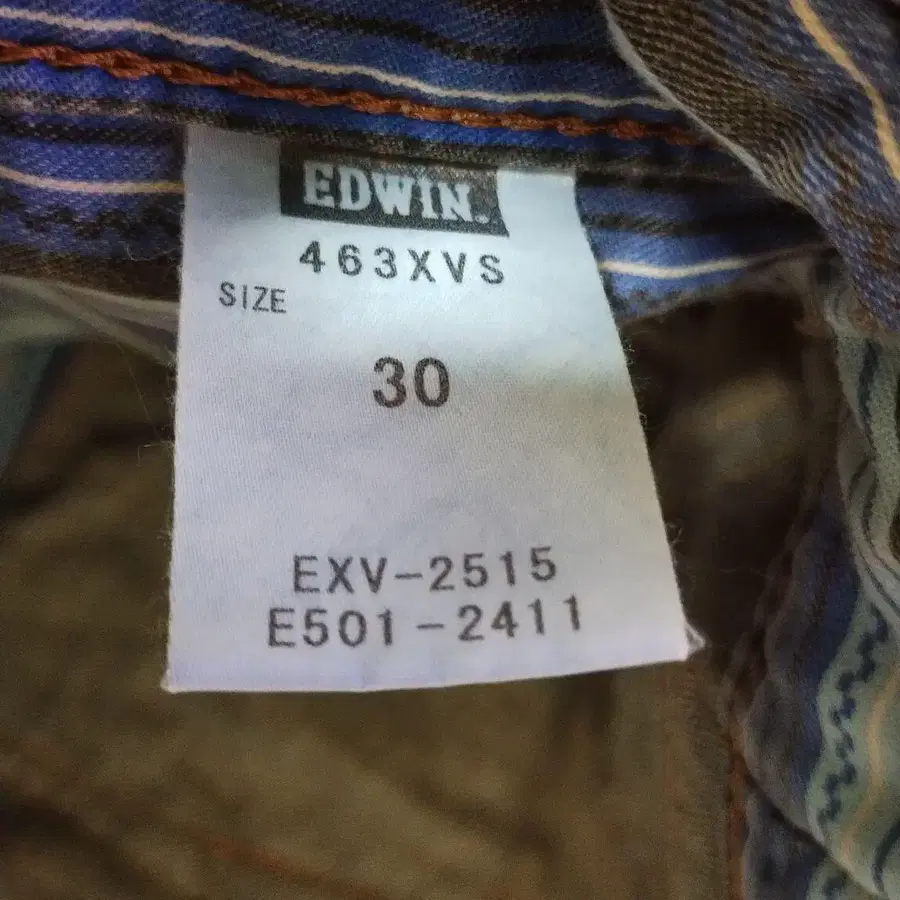 EDWIN.
463XVS
SIZE
30
EXV-2515
E501-2411